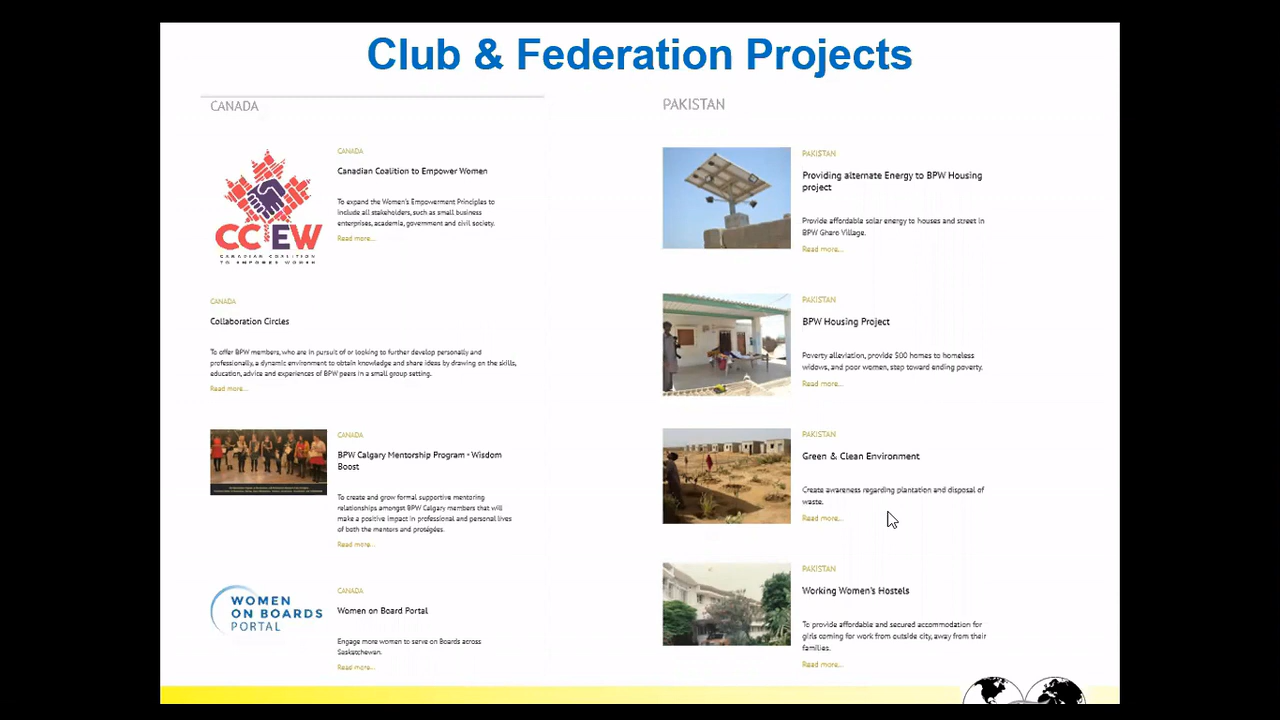 Club & Federation Projects
CANADA
CCEW
CANADIAN COALITION
TO EMPOWER WOMEN
CANADA
Canadian Coalition to Empower Women
To expand the Women's Empowerment Principles to
include all stakeholders, such as small business
enterprises, academia, government and civil society.
Read more...
CANADA
Collaboration Circles
To offer BPW members, who are in pursuit of or looking to further develop personally and
professionally, a dynamic environment to obtain knowledge and share ideas by drawing on the skills,
education, advice and experiences of BPW peers in a small group setting.
Read more...
CANADA
BPW Calgary Mentorship Program - Wisdom
Boost
To create and grow formal supportive mentoring
relationships amongst BPW Calgary members that will
make a positive impact in professional and personal lives
of both the mentors and protégées.
Read more...
WOMEN
ON BOARDS
PORTAL
CANADA
Women on Board Portal
Engage more women to serve on Boards across
Saskatchewan.
Read more...
PAKISTAN
PAKISTAN
Providing alternate Energy to BPW Housing
project
Provide affordable solar energy to houses and street in
BPW Gharo Village.
Read more...
PAKISTAN
BPW Housing Project
Poverty alleviation, provide 500 homes to homeless
widows, and poor women, step toward ending poverty.
Read more...
PAKISTAN
Green & Clean Environment
Create awareness regarding plantation and disposal of
waste.
Read more...
PAKISTAN
Working Women's Hostels
To provide affordable and secured accommodation for
girls coming for work from outside city, away from their
families.
Read more...